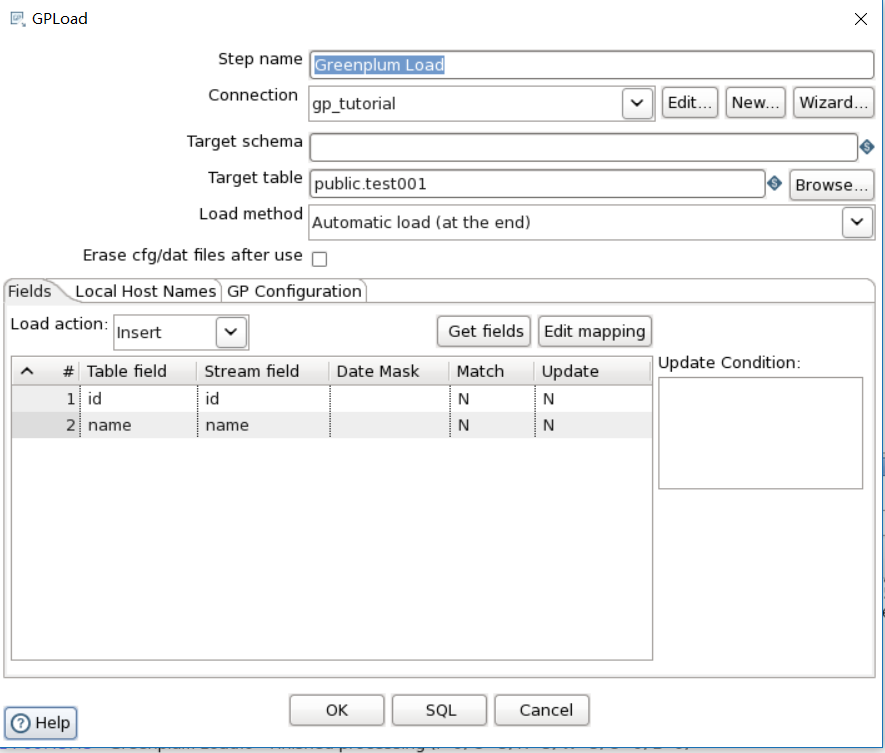 GPLoad
Step name Greenplum Load
Connection gp_tutorial Edit... New... Wizard...
Target schema
Target table public.test001 Browse...
Load method Automatic load (at the end)
Erase cfg/dat files after use
Fields Local Host Names GP Configuration
Load action: Insert Get fields Edit mapping
# Table field Stream field Date Mask Match Update Update Condition:
1 id id N N
2 name name N N
OK SQL Cancel
Help